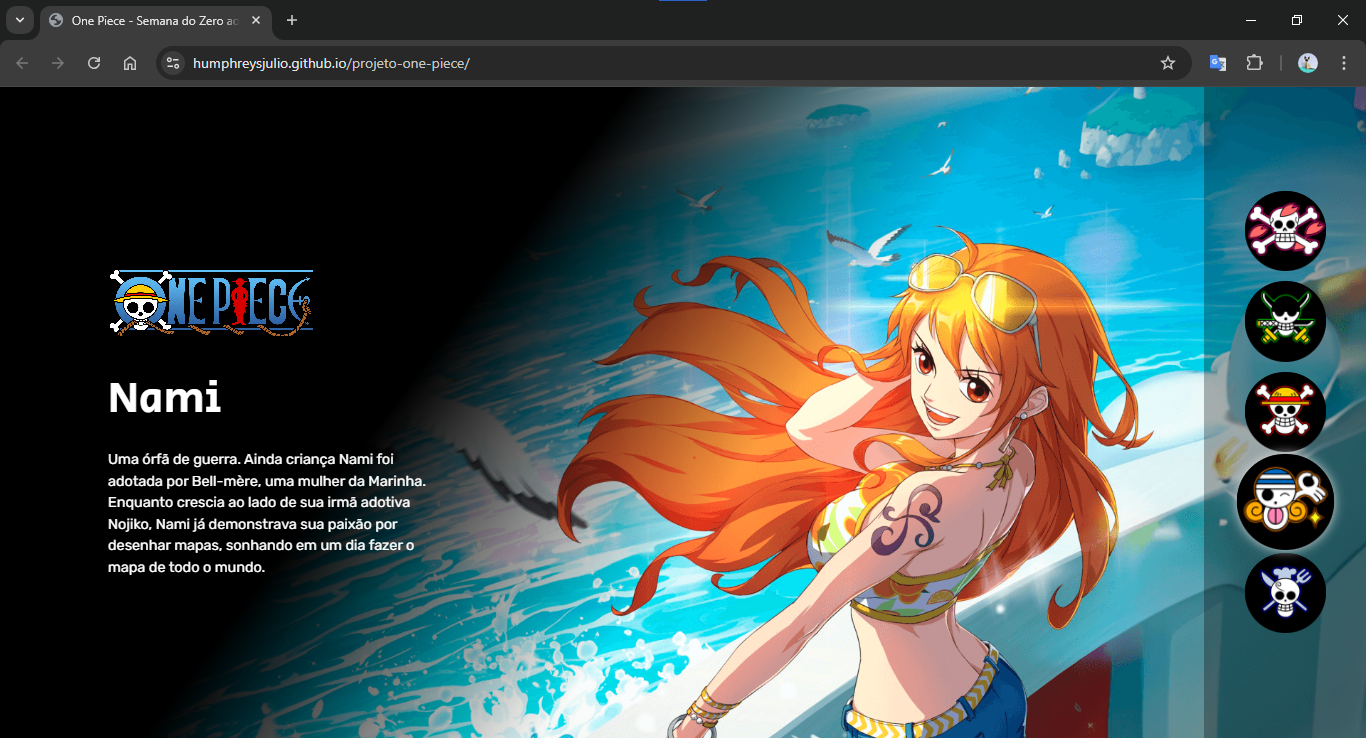 One Piece - Semana do Zero ao
humphreysjulio.github.io/projeto-one-piece/
ONE PIECE
Nami
Uma órfã de guerra. Ainda criança Nami foi
adotada por Bell-mère, uma mulher da Marinha.
Enquanto crescia ao lado de sua irmã adotiva
Nojiko, Nami já demonstrava sua paixão por
desenhar mapas, sonhando em um dia fazer o
mapa de todo o mundo.